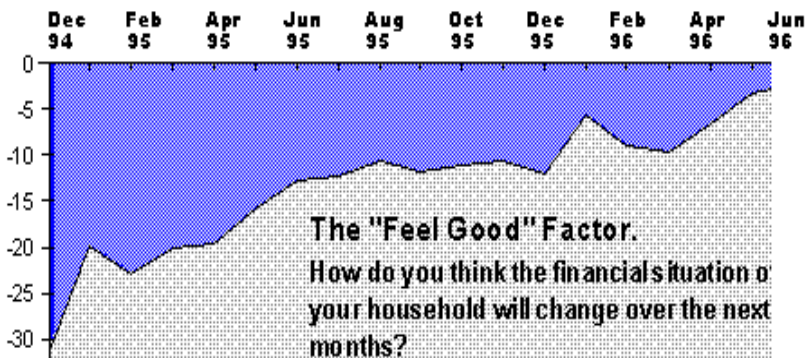 Dec Feb Apr Jun Aug Oct Dec Feb Apr Jun
94 95 95 95 95 95 95 96 96 96
0
-5
-10
-15
-20
-25
-30
The "Feel Good" Factor.
How do you think the financial situation o
your household will change over the next
months?